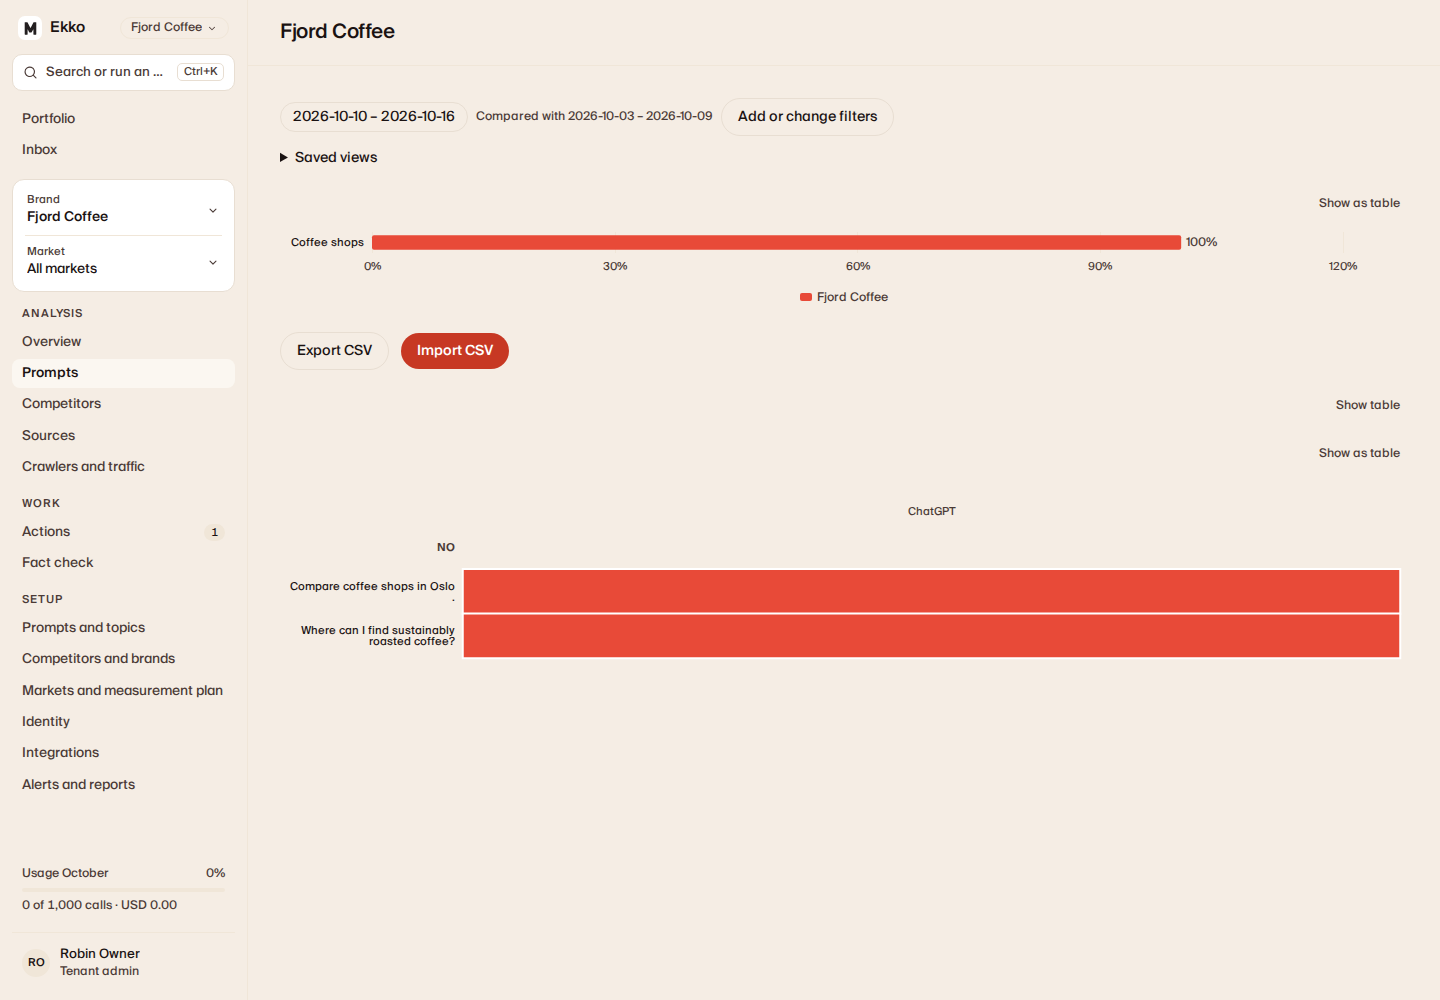 Ekko
Fjord Coffee
Search or run an ...
Ctrl+K
Portfolio
Inbox
Brand
Fjord Coffee
Market
All markets
ANALYSIS
Overview
Prompts
Competitors
Sources
Crawlers and traffic
WORK
Actions
1
Fact check
SETUP
Prompts and topics
Competitors and brands
Markets and measurement plan
Identity
Integrations
Alerts and reports
Usage October
0%
0 of 1,000 calls · USD 0.00
RO
Robin Owner
Tenant admin
Fjord Coffee
2026-10-10 – 2026-10-16
Compared with 2026-10-03 – 2026-10-09
Add or change filters
Saved views
Show as table
Coffee shops
100%
0%
30%
60%
90%
120%
Fjord Coffee
Export CSV
Import CSV
Show table
Show as table
ChatGPT
NO
Compare coffee shops in Oslo
.
Where can I find sustainably
roasted coffee?